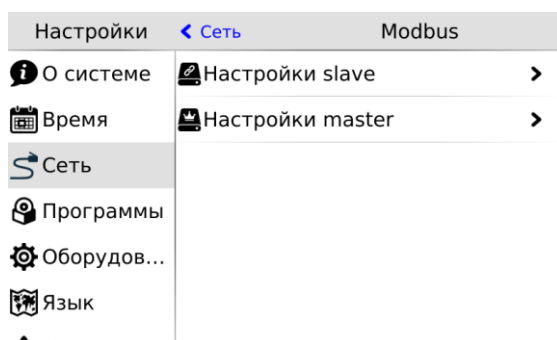 Настройки
Сеть
Modbus
О системе
Время
Сеть
Программы
Оборудов...
Язык
Настройки slave
Настройки master